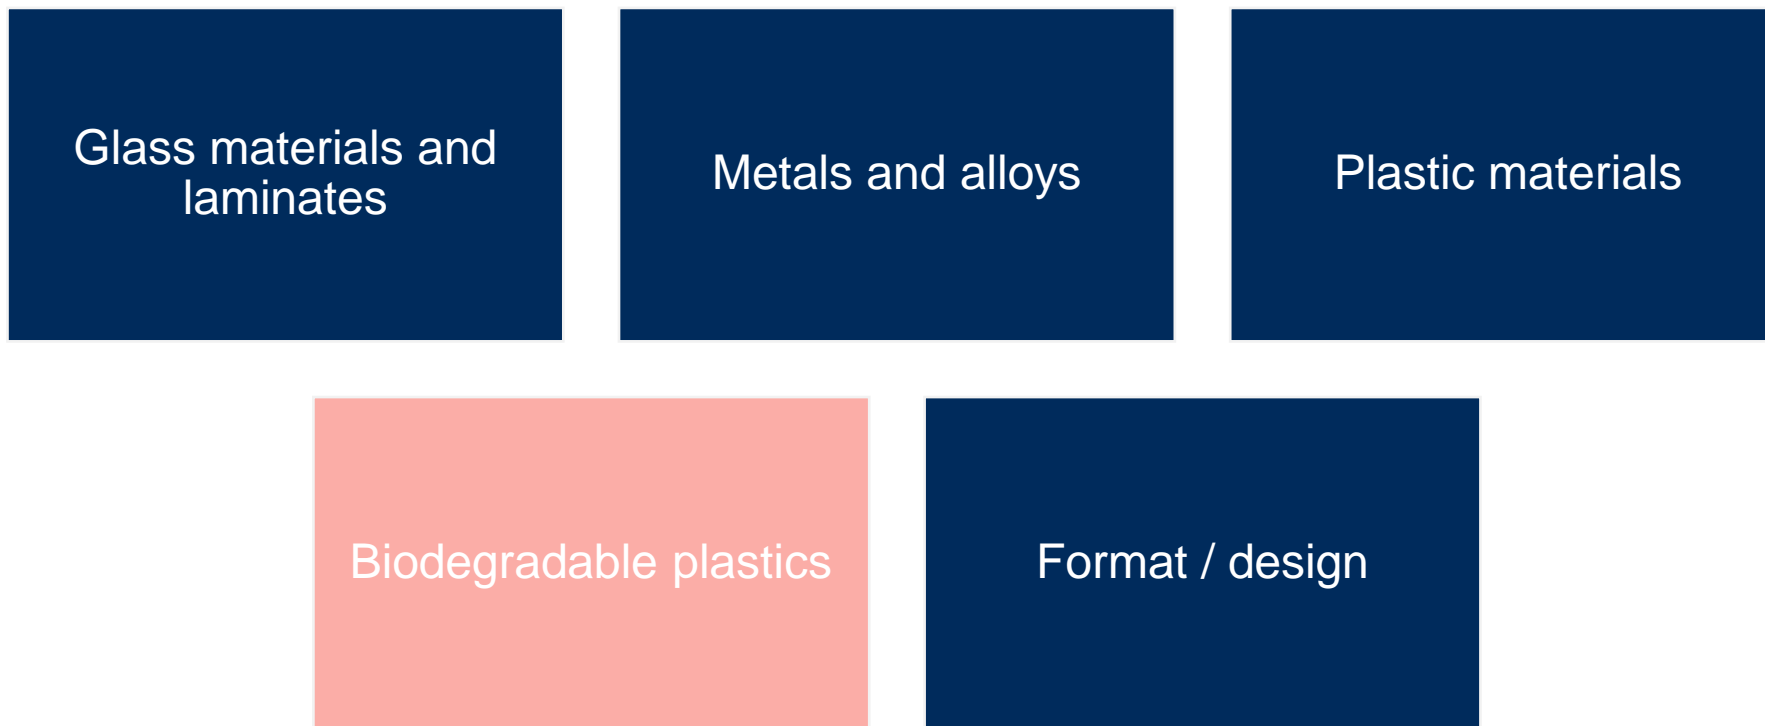 Glass materials and
laminates
Metals and alloys
Plastic materials
Biodegradable plastics
Format / design